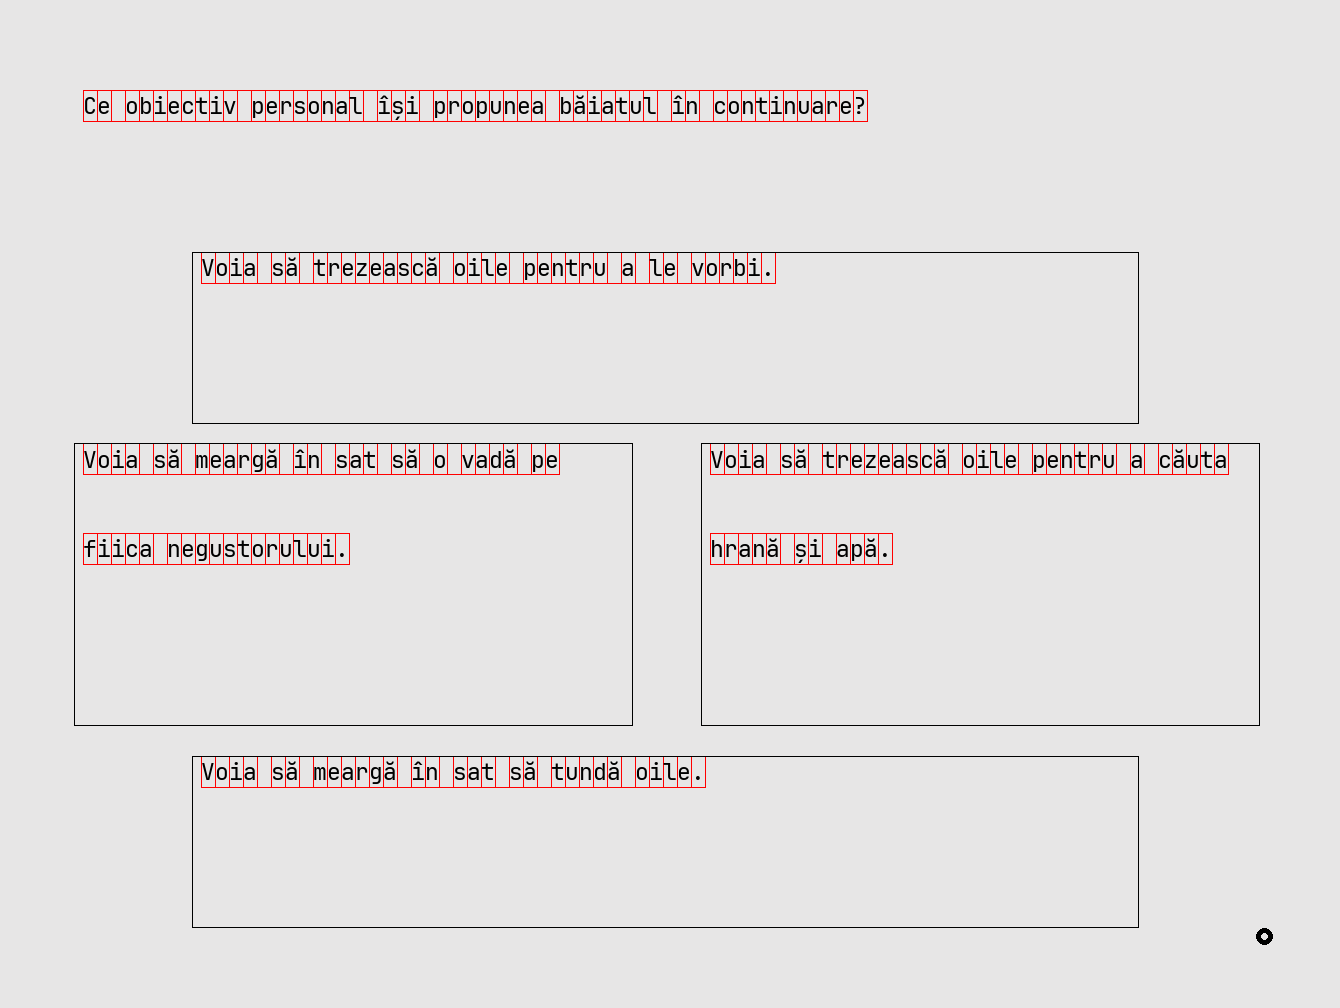 Ce obiectiv personal își propunea băiatul în continuare?
Voia să trezească oile pentru a le vorbi.
Voia să meargă în sat să o vadă pe
fiica negustorului.
Voia să trezească oile pentru a căuta
hrană și apă.
Voia să meargă în sat să tundă oile.